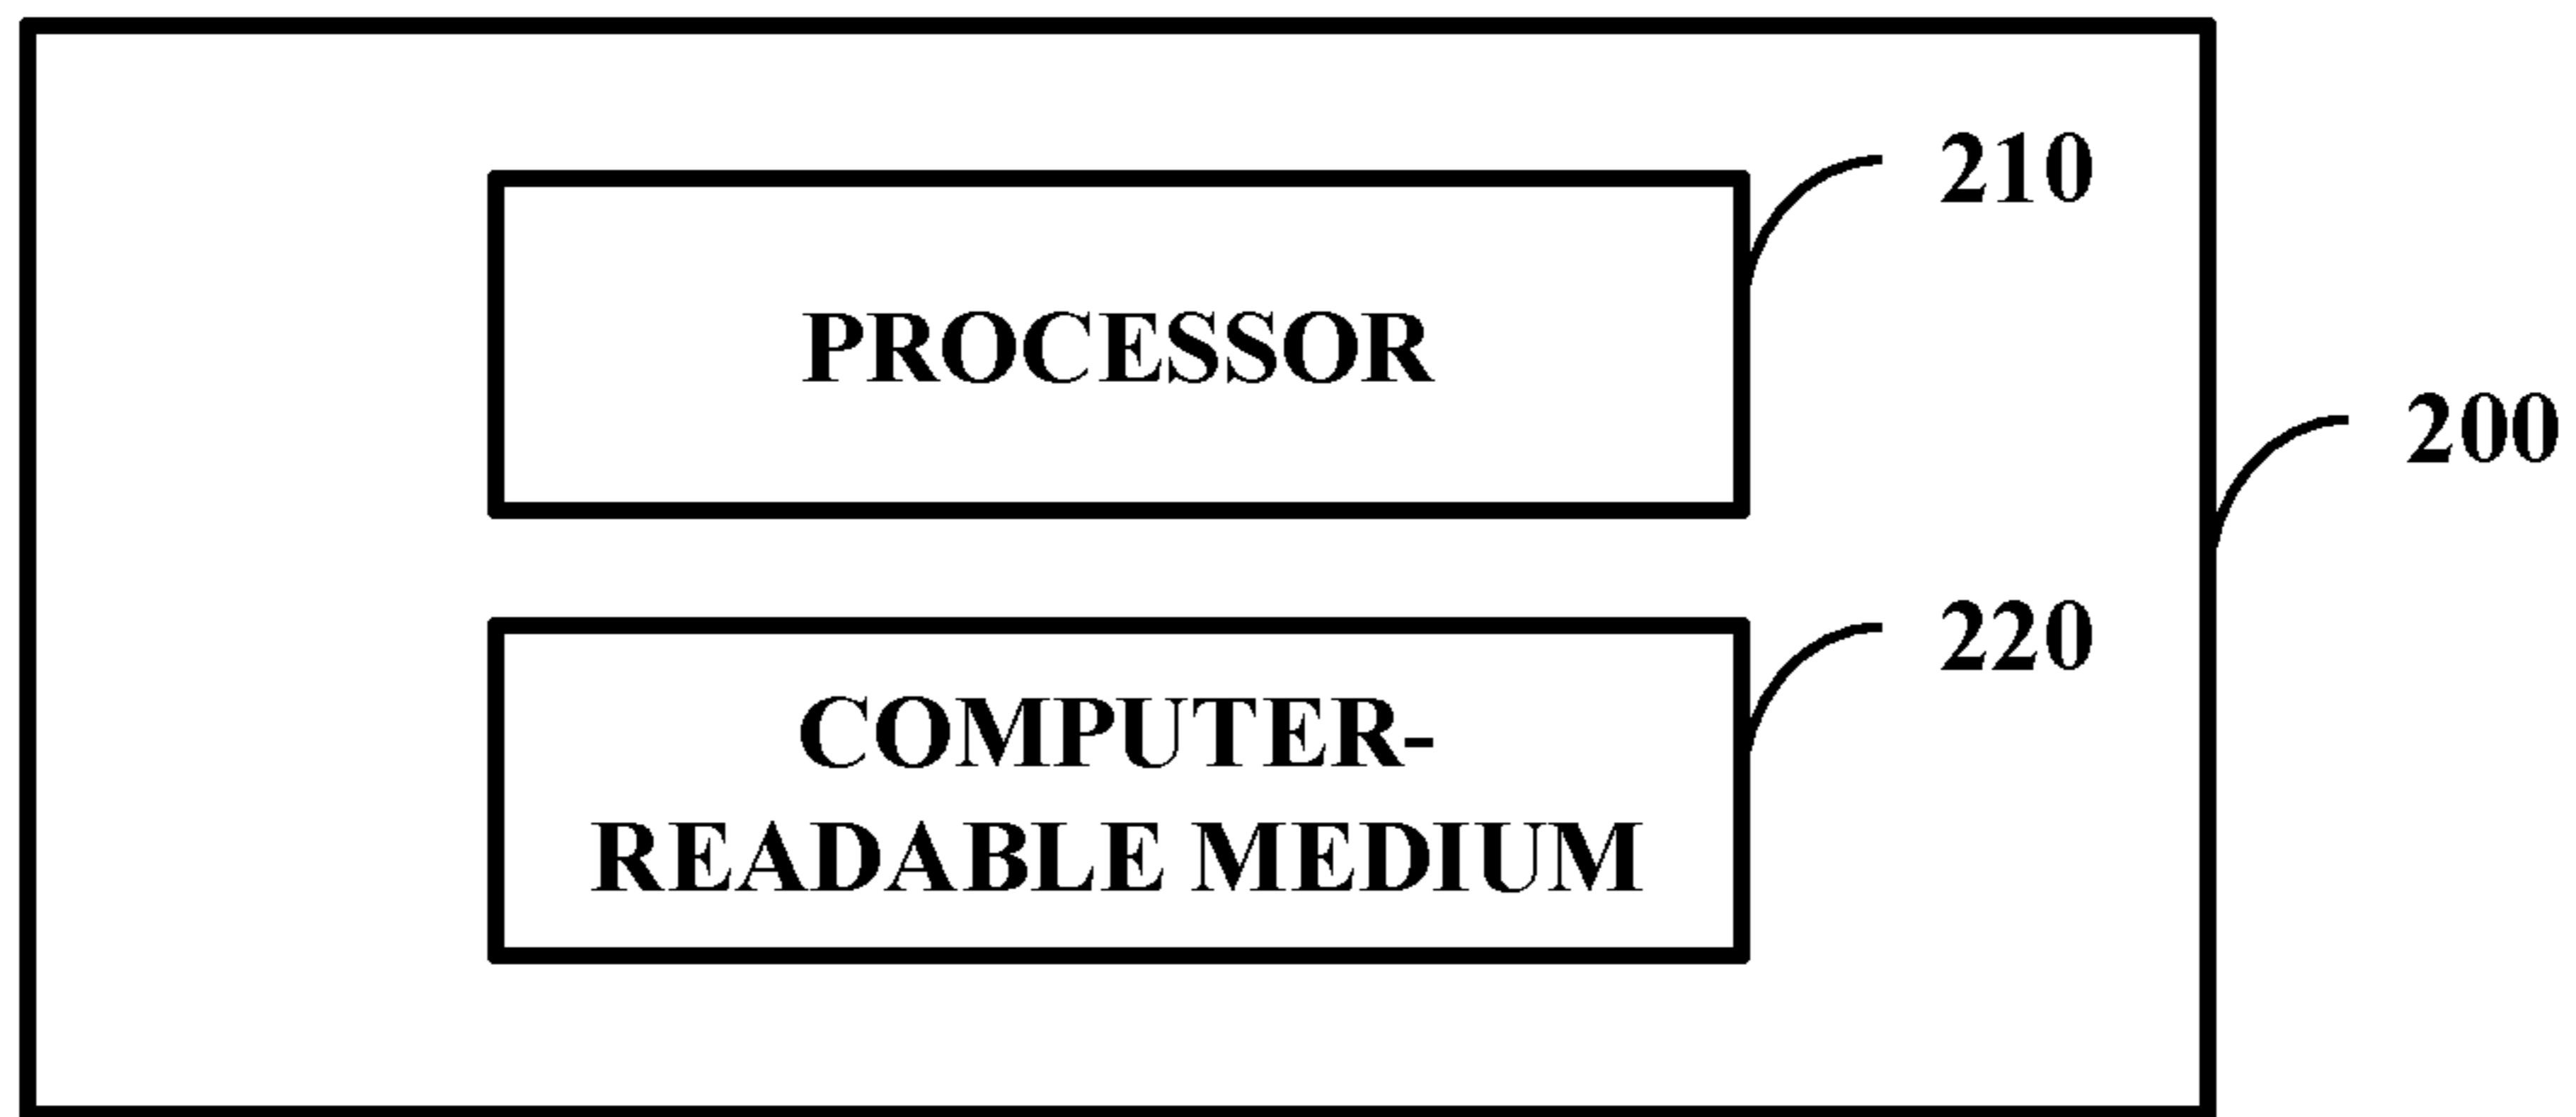 210
PROCESSOR
200
220
COMPUTER-
READABLE MEDIUM